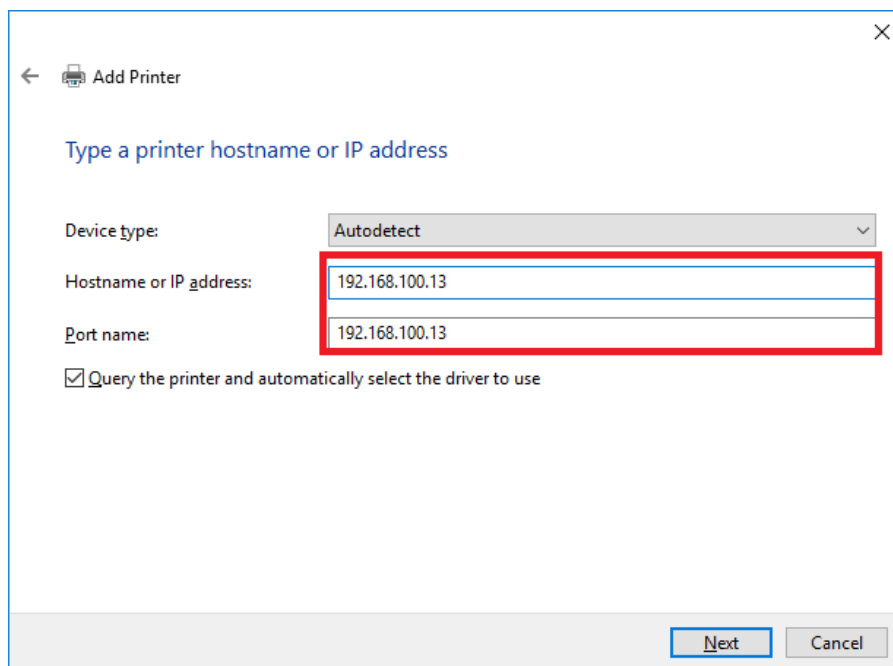 Add Printer
Type a printer hostname or IP address
Device type: Autodetect
Hostname or IP address: 192.168.100.13
Port name: 192.168.100.13
Query the printer and automatically select the driver to use
Next Cancel